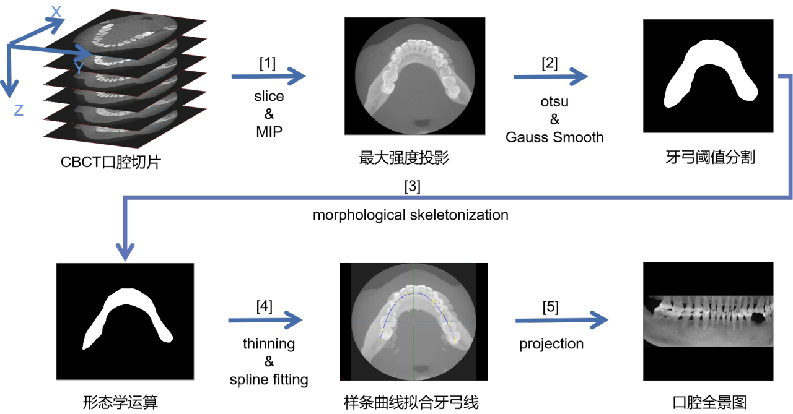 X
Y
Z
[1]
slice
&
MIP
[2]
otsu
&
Gauss Smooth
CBCT口腔切片
最大强度投影
牙弓阈值分割
[3]
morphological skeletonization
[4]
thinning
&
spline fitting
[5]
projection
形态学运算
样条曲线拟合牙弓线
口腔全景图